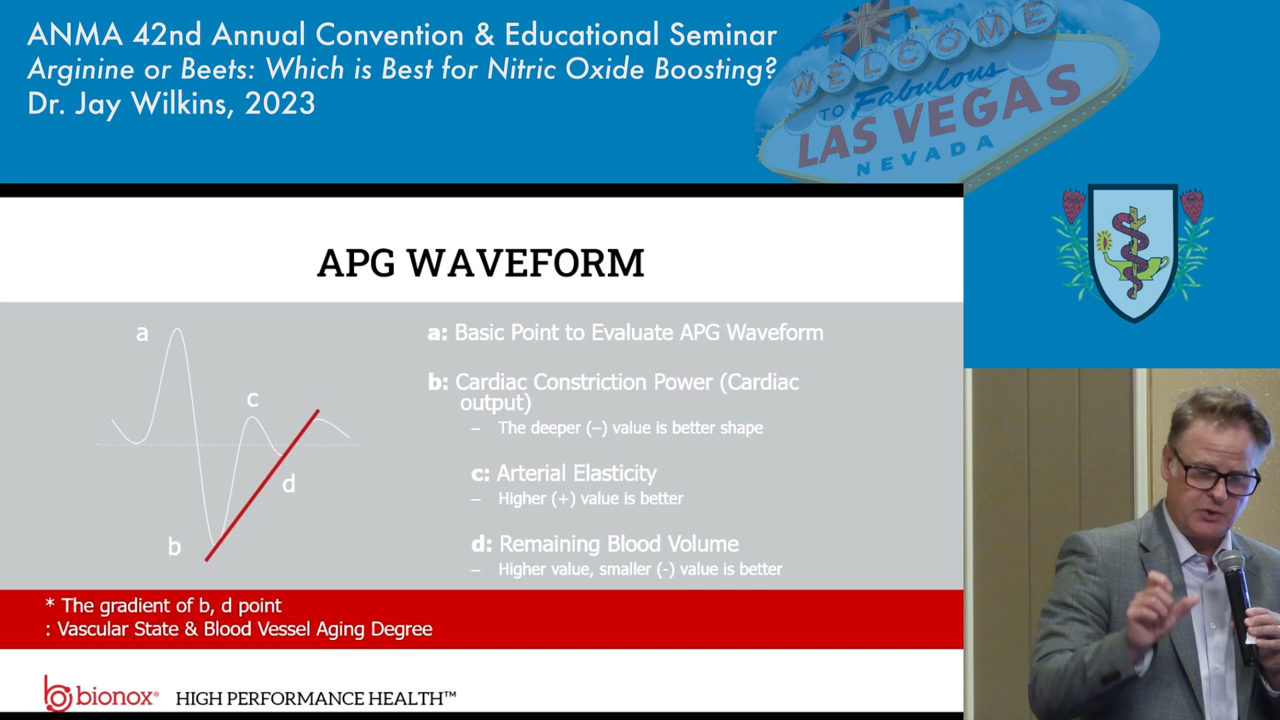 ANMA 42nd Annual Convention & Educational Seminar
Arginine or Beets: Which is Best for Nitric Oxide Boosting?
Dr. Jay Wilkins, 2023
WELCOME
TO Fabulous
LAS VEGAS
NEVADA
APG WAVEFORM
a
b
c
d
a: Basic Point to Evaluate APG Waveform
b: Cardiac Constriction Power (Cardiac
output)
– The deeper (–) value is better shape
c: Arterial Elasticity
– Higher (+) value is better
d: Remaining Blood Volume
– Higher value, smaller (-) value is better
* The gradient of b, d point
: Vascular State & Blood Vessel Aging Degree
bionox® HIGH PERFORMANCE HEALTH™